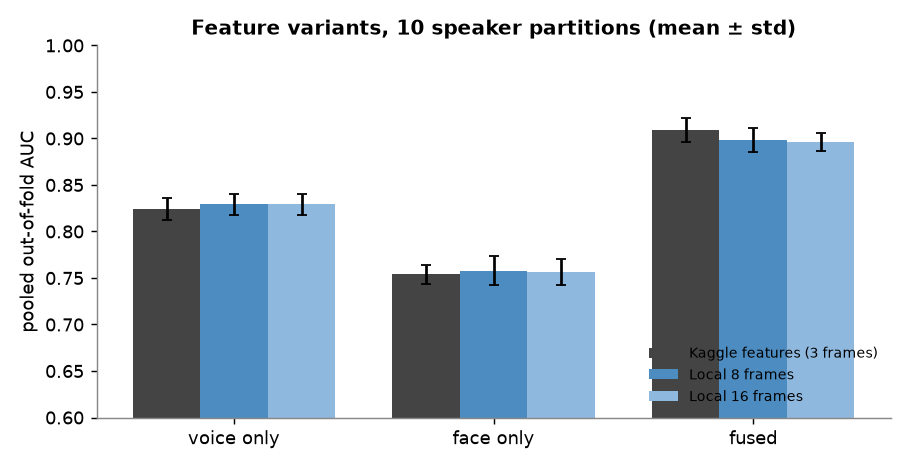 Feature variants, 10 speaker partitions (mean ± std)
pooled out-of-fold AUC
1.00
0.95
0.90
0.85
0.80
0.75
0.70
0.65
0.60
Kaggle features (3 frames)
Local 8 frames
Local 16 frames
voice only
face only
fused